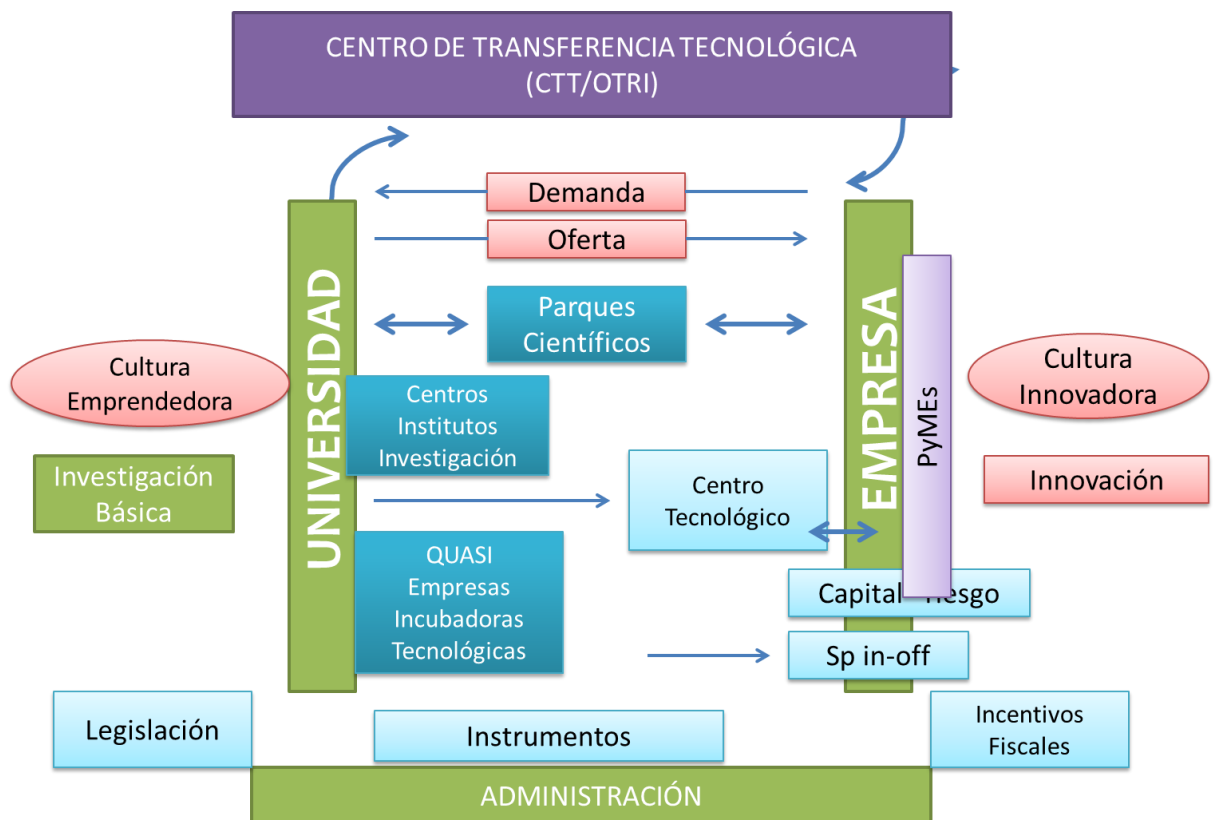 CENTRO DE TRANSFERENCIA TECNOLÓGICA
(CTT/OTRI)
Demanda
Oferta
UNIVERSIDAD
EMPRESA
PyMEs
Parques
Científicos
Cultura
Emprendedora
Cultura
Innovadora
Centros
Institutos
Investigación
Investigación
Básica
Centro
Tecnológico
Innovación
QUASI
Empresas
Incubadoras
Tecnológicas
Capital
Sp in-off
Legislación
Instrumentos
Incentivos
Fiscales
ADMINISTRACIÓN